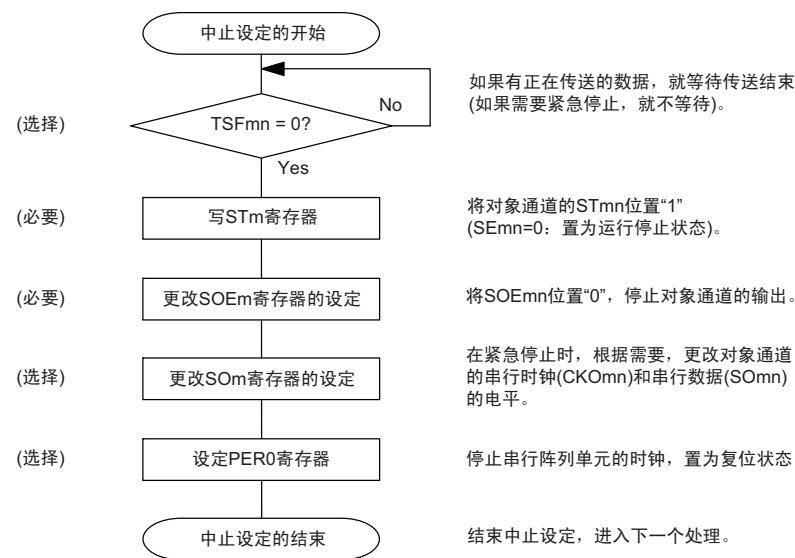 中止设定的开始
如果有正在传送的数据，就等待传送结束
(如果需要紧急停止，就不等待)。
No
(选择)
TSFmn = 0?
Yes
(必要)
写STm寄存器
将对象通道的STmn位置“1”
(SEmn=0：置为运行停止状态)。
(必要)
更改SOEm寄存器的设定
将SOEmn位置“0”，停止对象通道的输出。
(选择)
更改SOm寄存器的设定
在紧急停止时，根据需要，更改对象通道
的串行时钟(CKOmn)和串行数据(SOmn)
的电平。
(选择)
设定PER0寄存器
停止串行阵列单元的时钟，置为复位状态
中止设定的结束
结束中止设定，进入下一个处理。